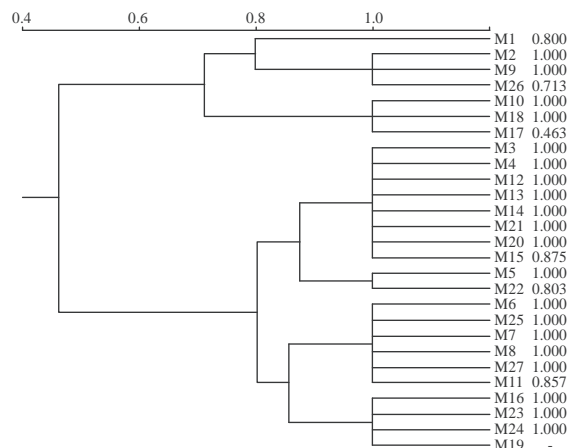 0.4 0.6 0.8 1.0
M1 0.800
M2 1.000
M9 1.000
M26 0.713
M10 1.000
M18 1.000
M17 0.463
M3 1.000
M4 1.000
M12 1.000
M13 1.000
M14 1.000
M21 1.000
M20 1.000
M15 0.875
M5 1.000
M22 0.803
M6 1.000
M25 1.000
M7 1.000
M8 1.000
M27 1.000
M11 0.857
M16 1.000
M23 1.000
M24 1.000
M19 -